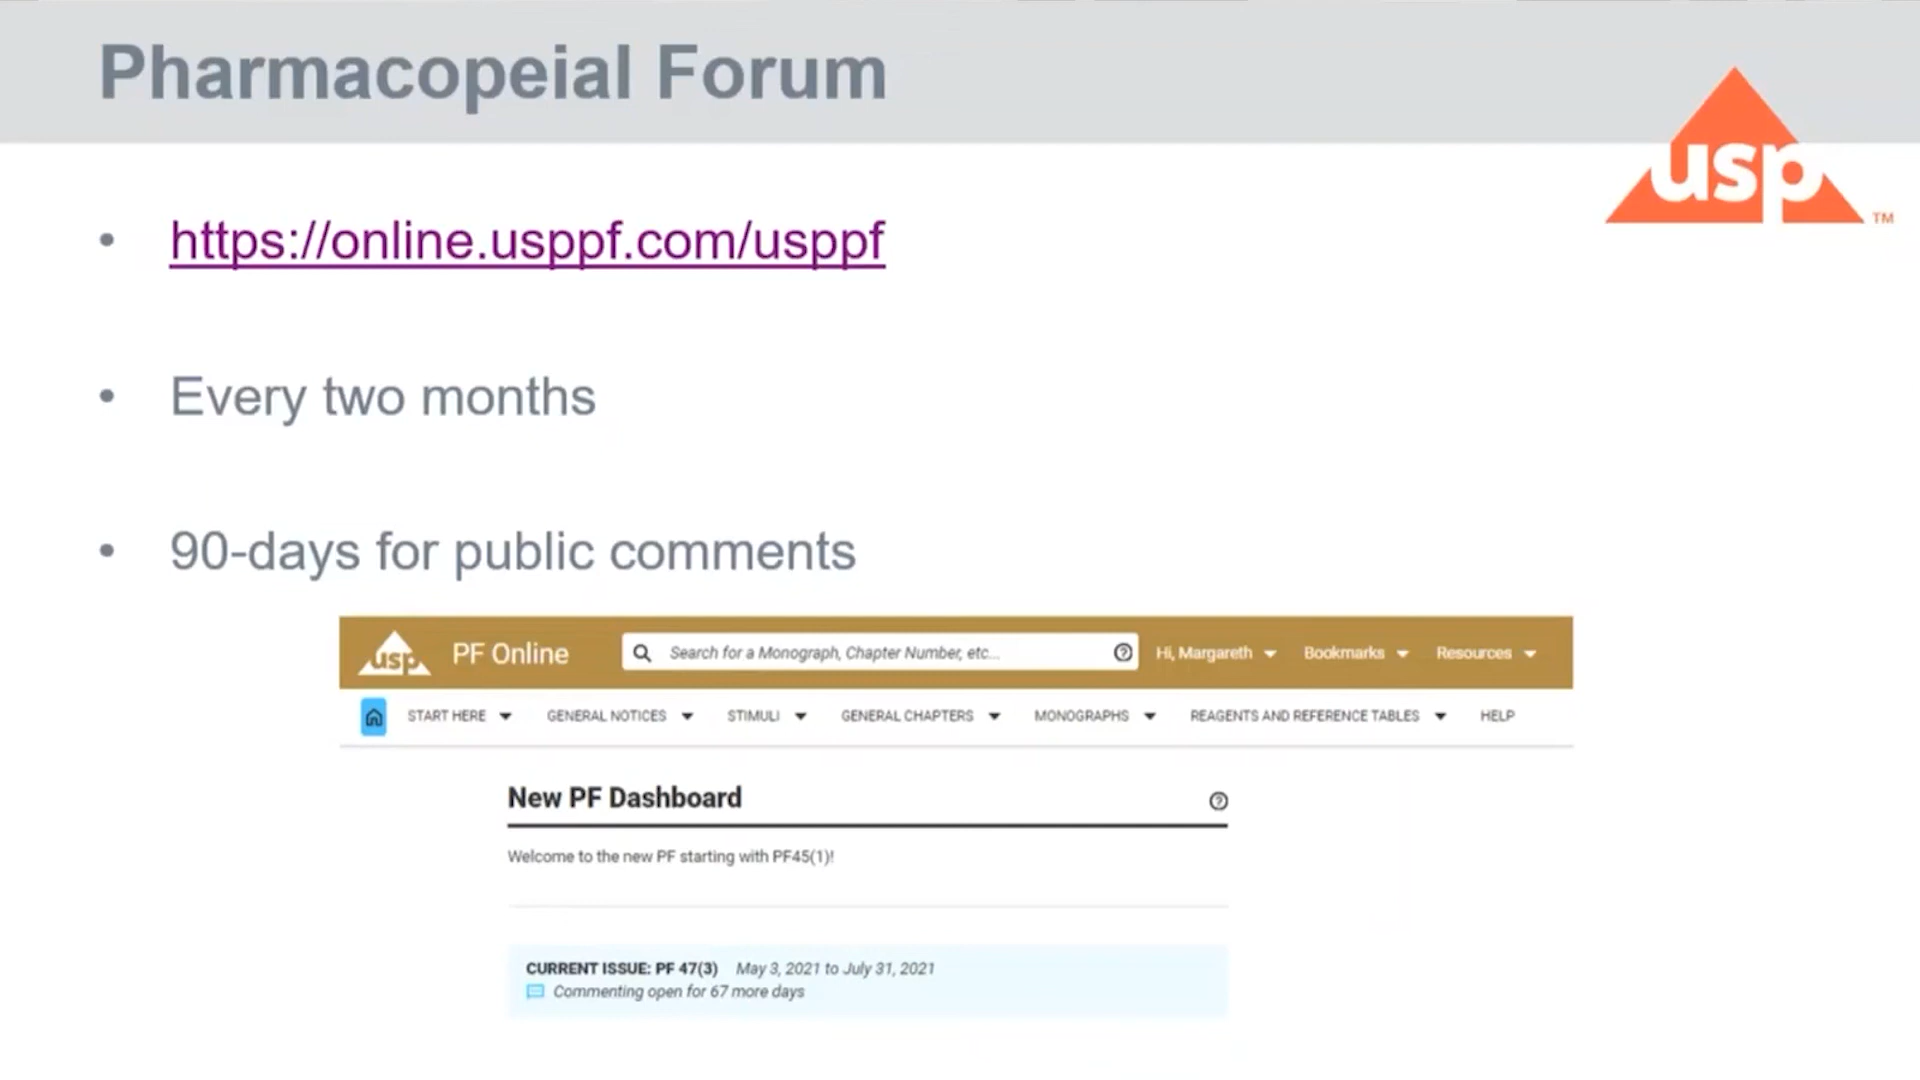 Pharmacopeial Forum
usp
TM
• https://online.usppf.com/usppf
• Every two months
• 90-days for public comments
usp PF Online Search for a Monograph, Chapter Number, etc... Hi, Margareth Bookmarks Resources
START HERE GENERAL NOTICES STIMULI GENERAL CHAPTERS MONOGRAPHS REAGENTS AND REFERENCE TABLES HELP
New PF Dashboard
Welcome to the new PF starting with PF45(1)!
CURRENT ISSUE: PF 47(3) May 3, 2021 to July 31, 2021
Commenting open for 67 more days